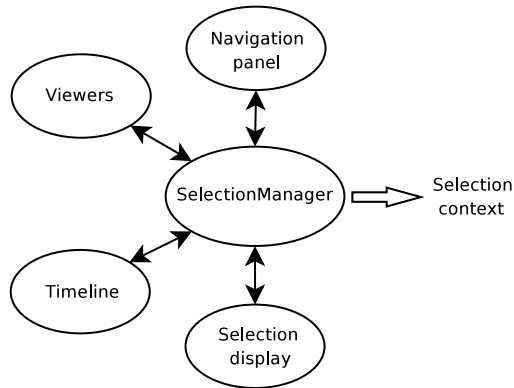 Navigation
panel
Viewers
SelectionManager
Selection
context
Timeline
Selection
display